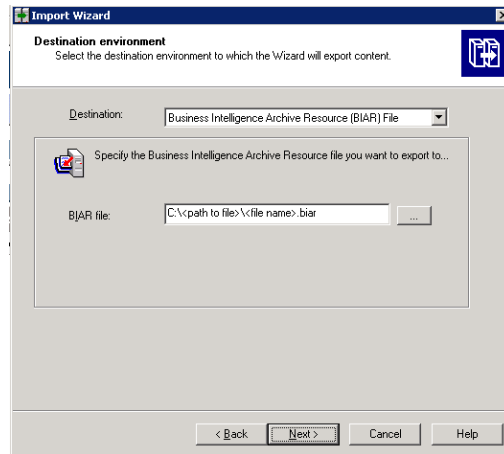 Import Wizard
Destination environment
Select the destination environment to which the Wizard will export content.
Destination:
Business Intelligence Archive Resource (BIAR) File
Specify the Business Intelligence Archive Resource file you want to export to...
BIAR file:
C:\<path to file>\<file name>.biar
...
< Back
Next >
Cancel
Help